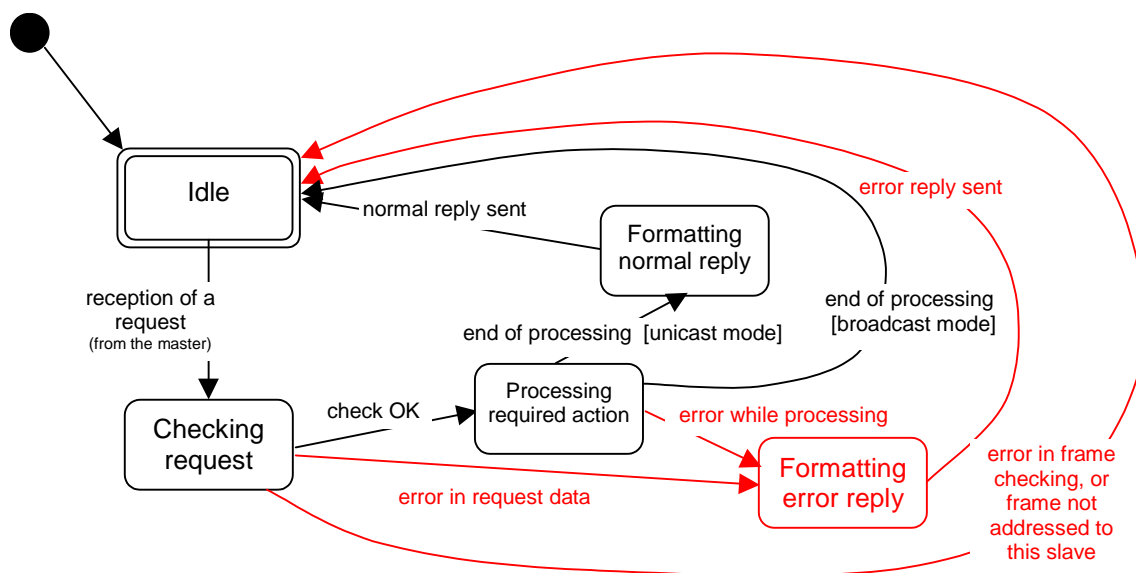 Idle
error reply sent
normal reply sent
Formatting
normal reply
reception of a
request
(from the master)
end of processing
[broadcast mode]
end of processing [unicast mode]
Processing
required action
check OK
error while processing
Checking
request
Formatting
error reply
error in request data
error in frame
checking, or
frame not
addressed to
this slave